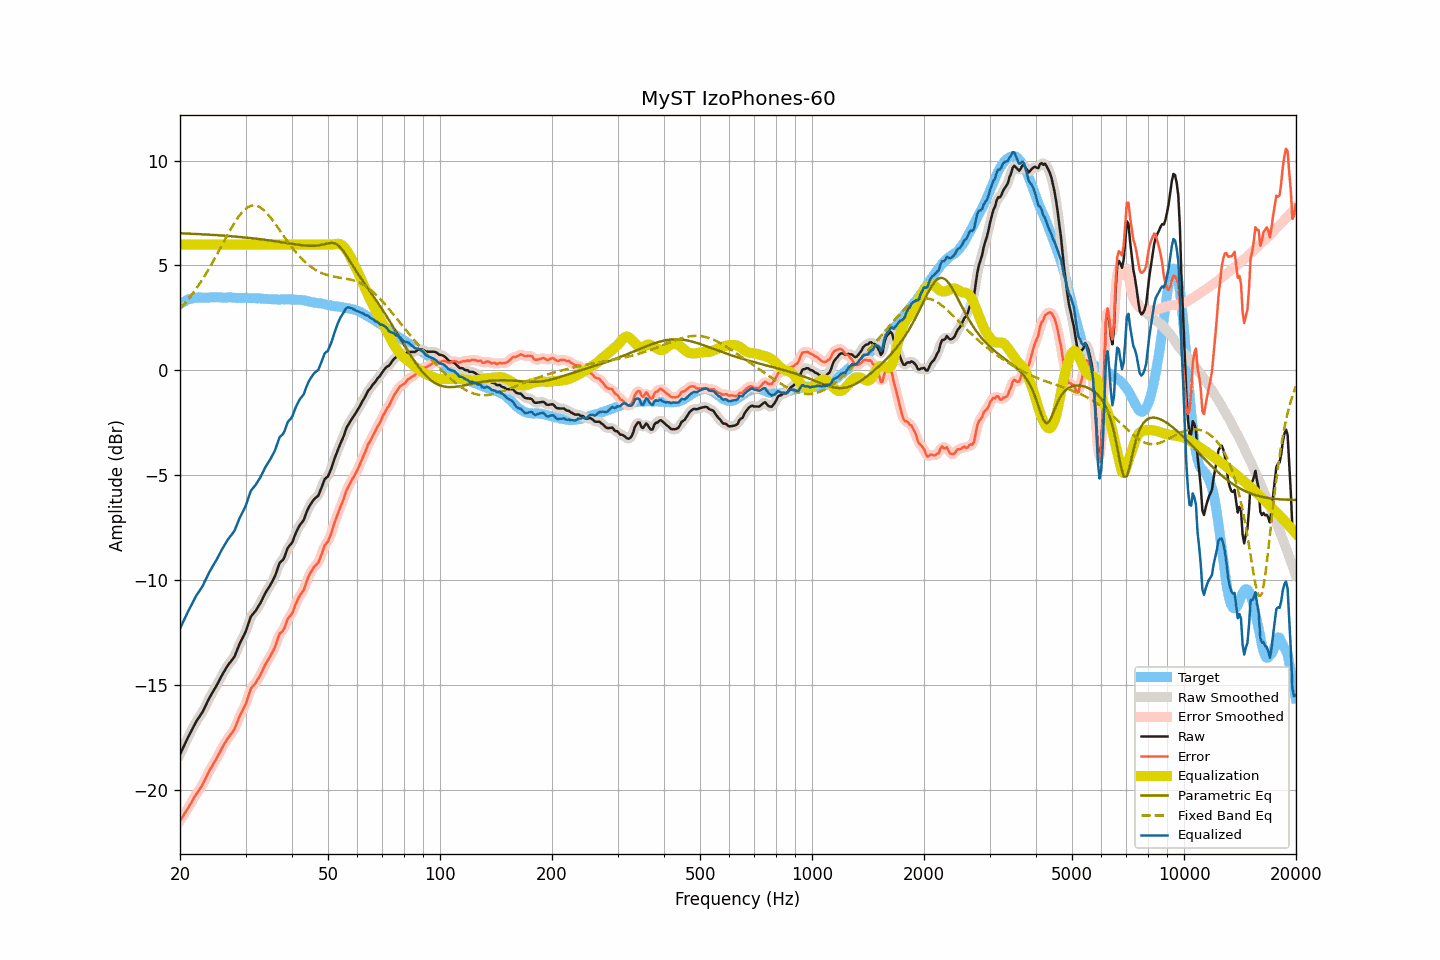 MyST IzoPhones-60
10
5
0
−5
−10
−15
−20
Amplitude (dBr)
20 50 100 200 500 1000 2000 5000 10000 20000
Frequency (Hz)
Target
Raw Smoothed
Error Smoothed
Raw
Error
Equalization
Parametric Eq
Fixed Band Eq
Equalized